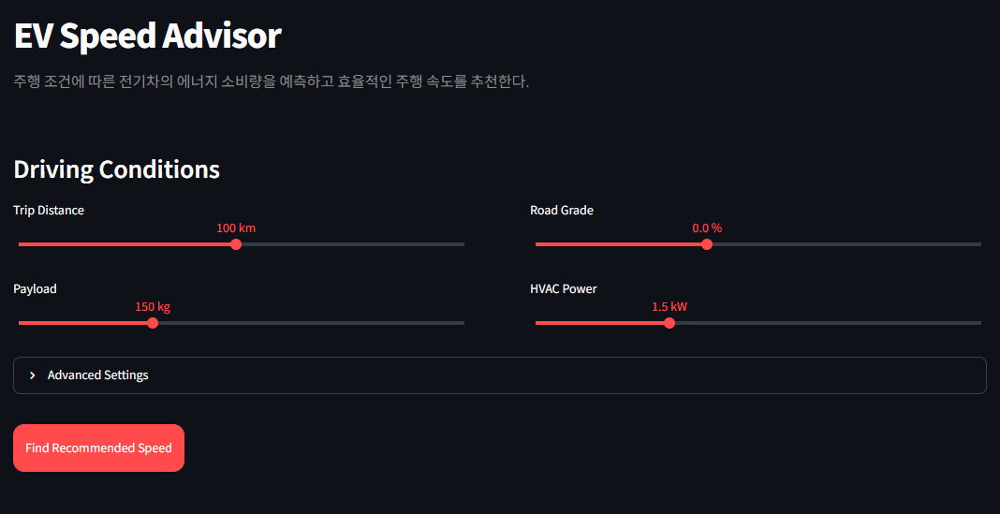 EV Speed Advisor
주행 조건에 따른 전기차의 에너지 소비량을 예측하고 효율적인 주행 속도를 추천한다.
Driving Conditions
Trip Distance
100 km
Road Grade
0.0 %
Payload
150 kg
HVAC Power
1.5 kW
Advanced Settings
Find Recommended Speed